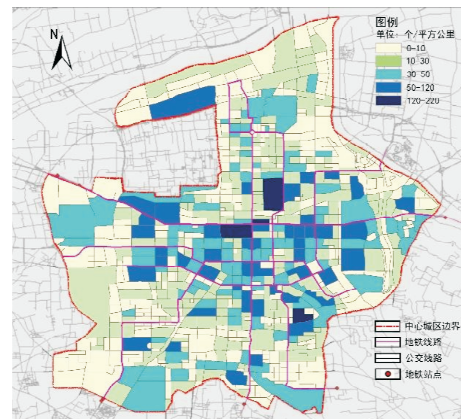 N
图例
单位: 个/平方公里
0-10
10-30
30-50
50-120
120-220
中心城区边界
地铁线路
公交线路
地铁站点